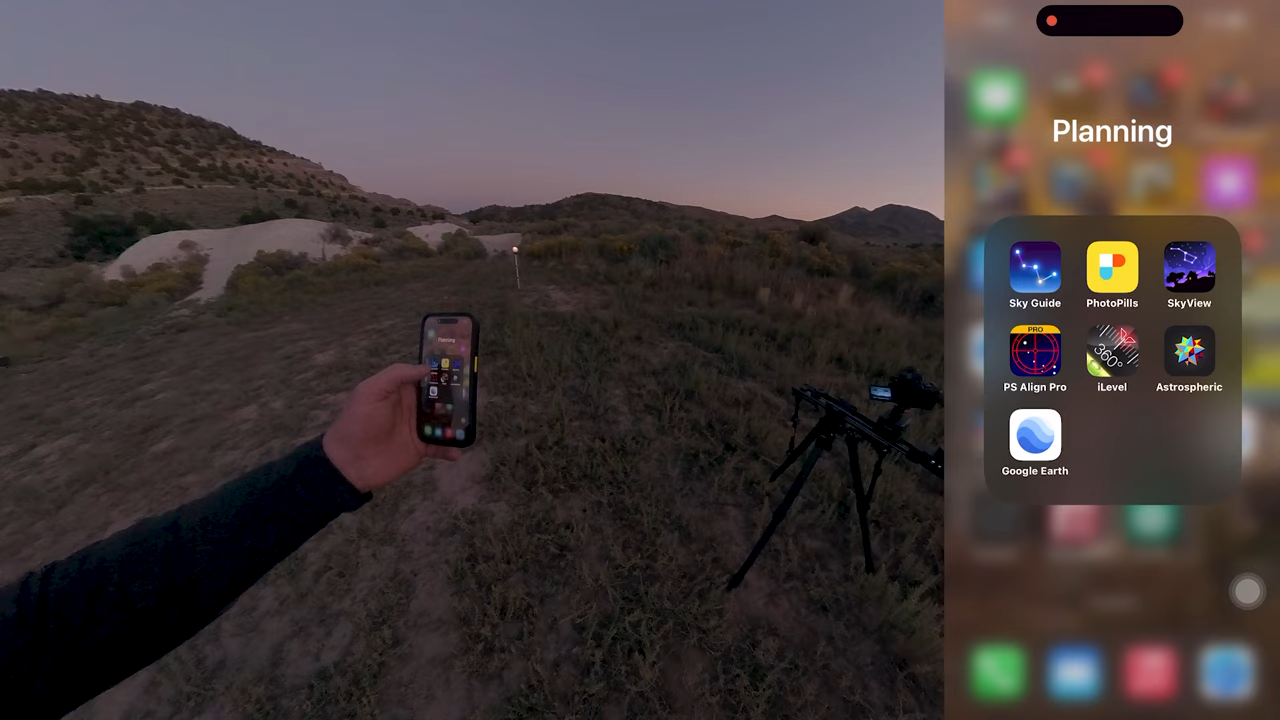 Planning
Sky Guide
PhotoPills
SkyView
PRO
PS Align Pro
360°
iLevel
Astrospheric
Google Earth